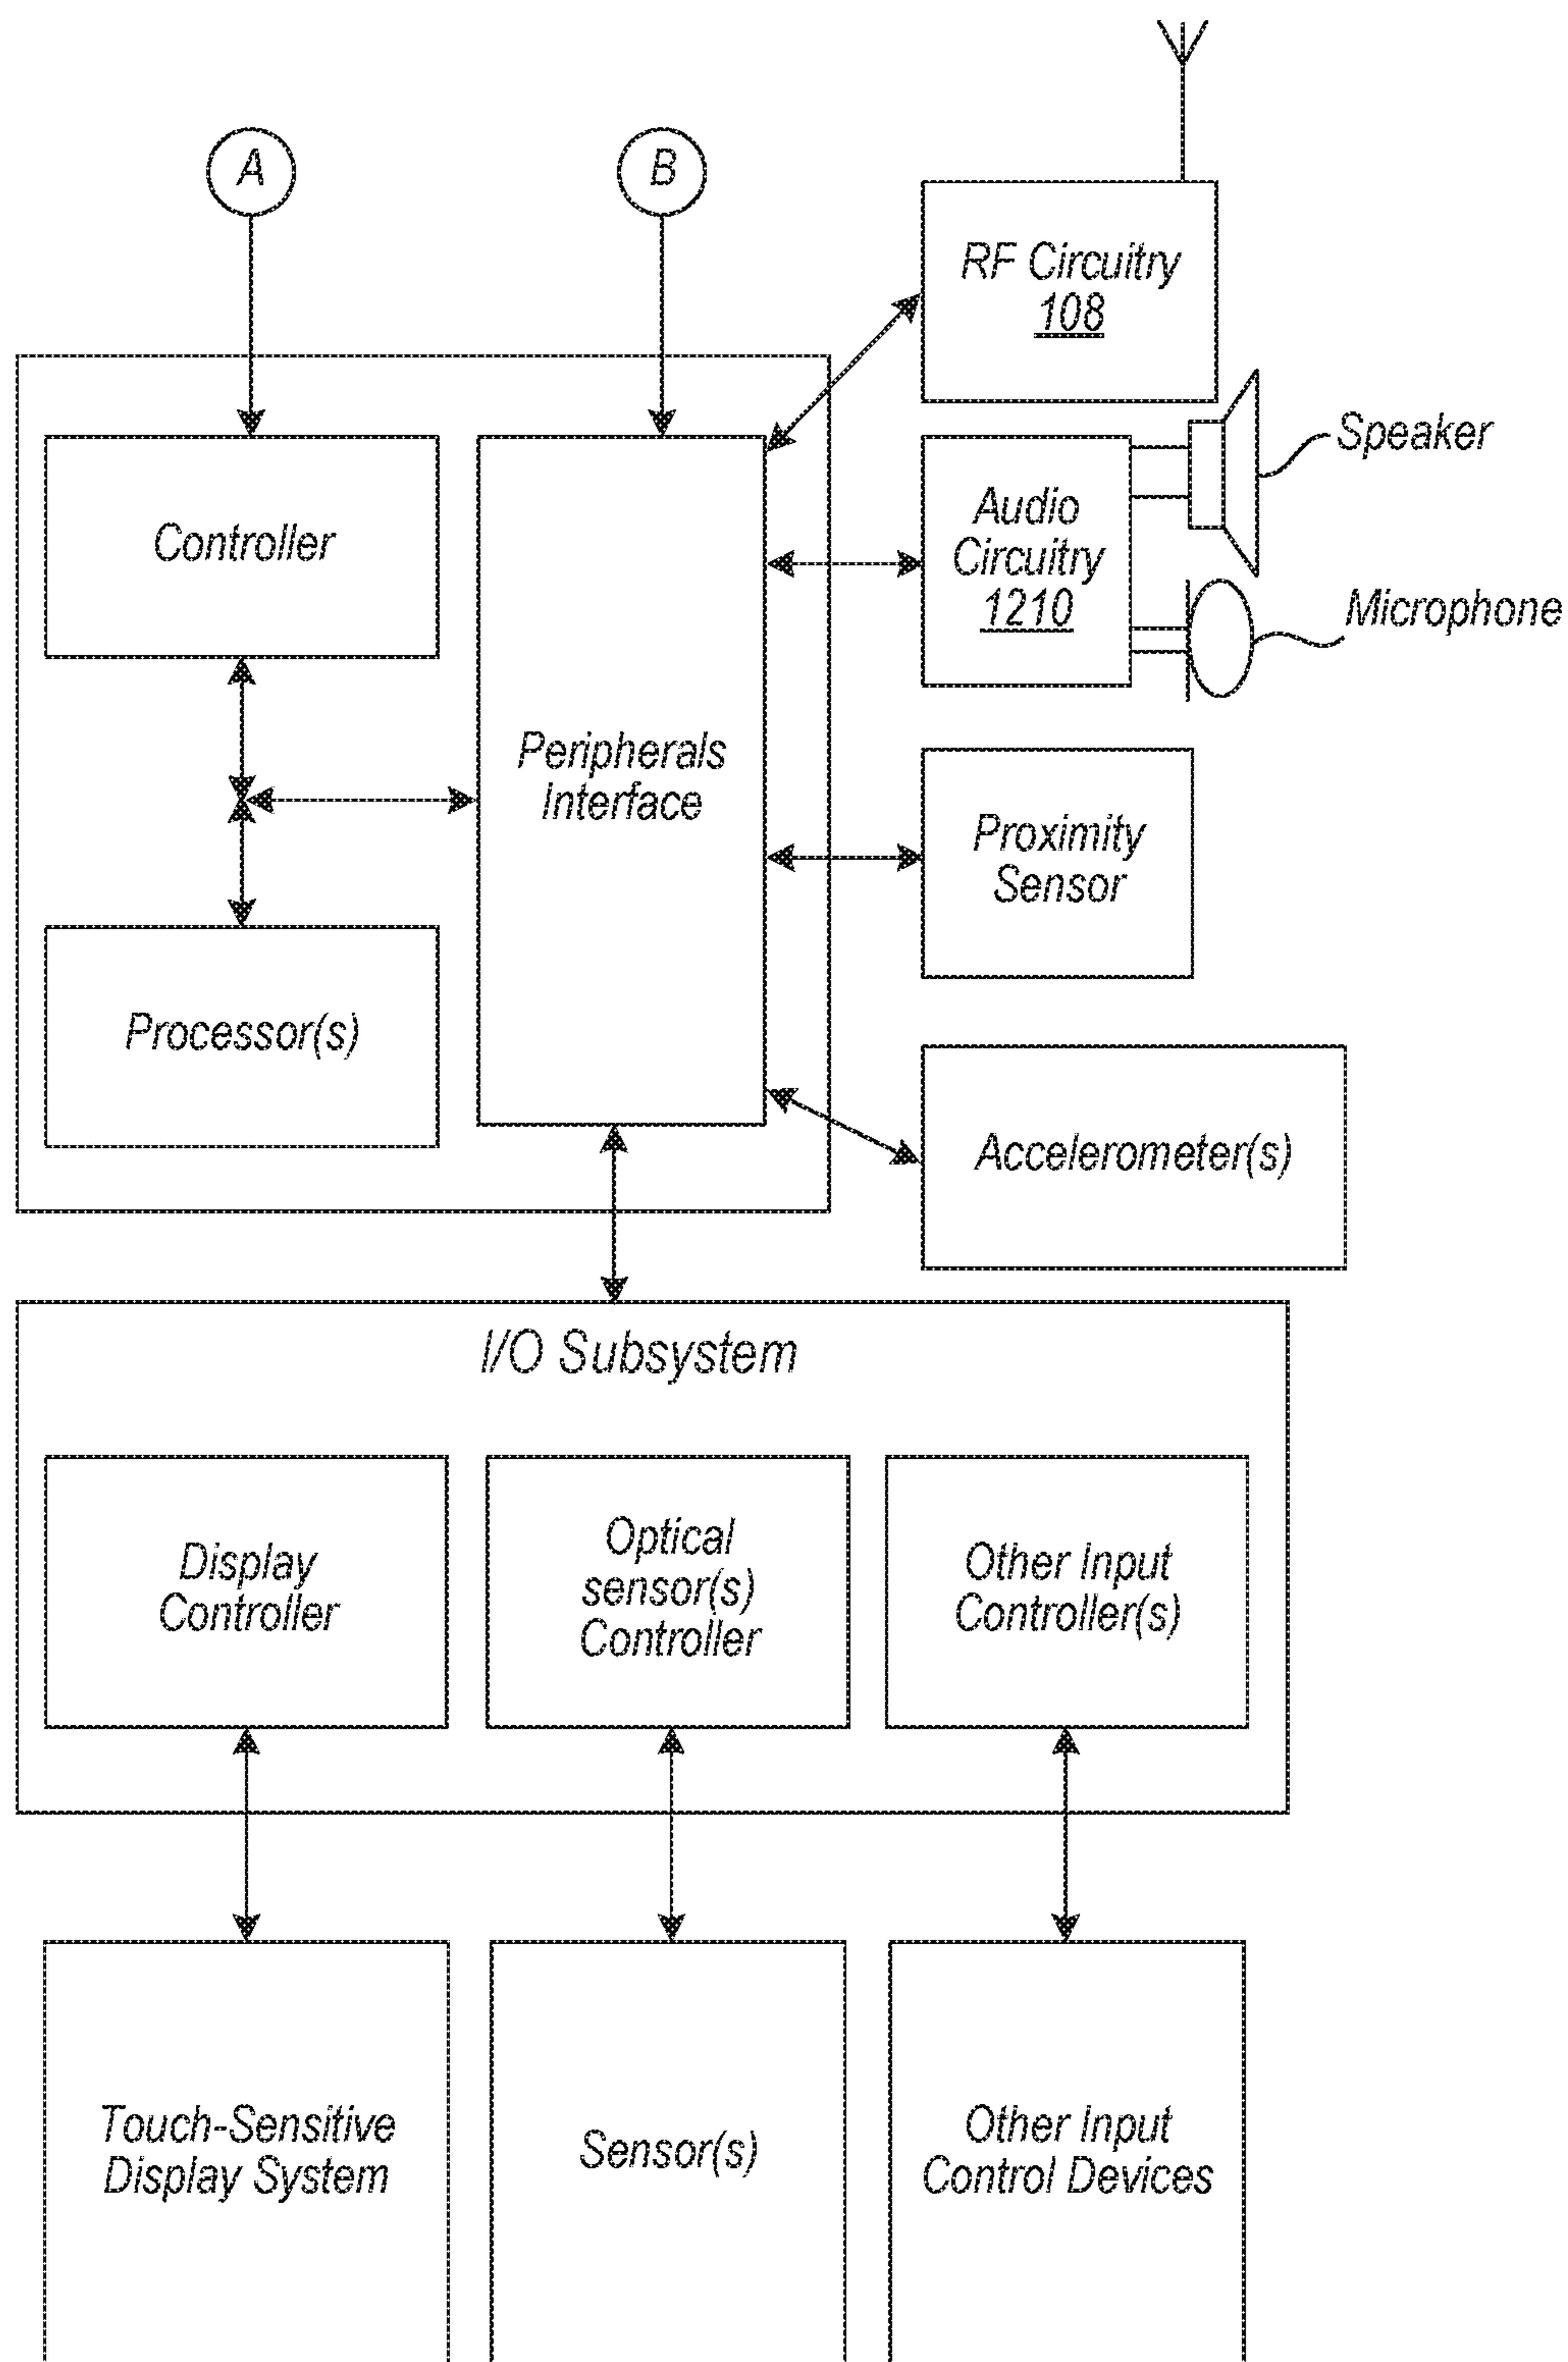 A
B
RF Circuitry
108
Speaker
Controller
Audio
Circuitry
1210
Microphone
Peripherals
Interface
Proximity
Sensor
Processor(s)
Accelerometer(s)
I/O Subsystem
Display
Controller
Optical
sensor(s)
Controller
Other Input
Controller(s)
Touch-Sensitive
Display System
Sensor(s)
Other Input
Control Devices